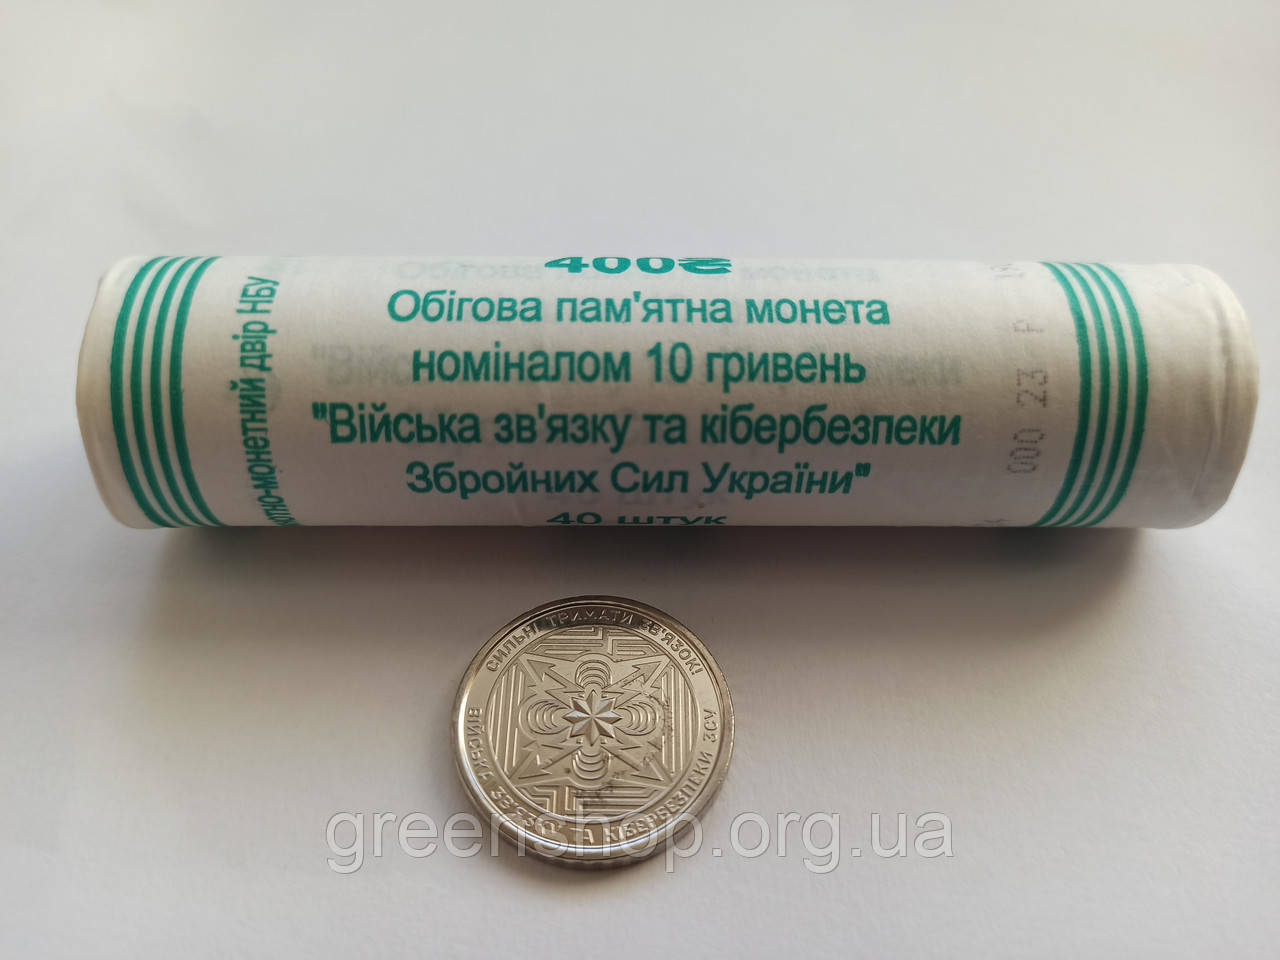 400₴
Обігова пам'ятна монета
номіналом 10 гривень
"Війська зв'язку та кібербезпеки
Збройних Сил України"
40 штук
монетний двір НБУ
000 23 Р
СИЛЬНІ ТРИМАТИ ЗВ'ЯЗОК!
ВІЙСЬКА ЗВ'ЯЗКУ ТА КІБЕРБЕЗПЕКИ ЗСУ
greenshop.org.ua